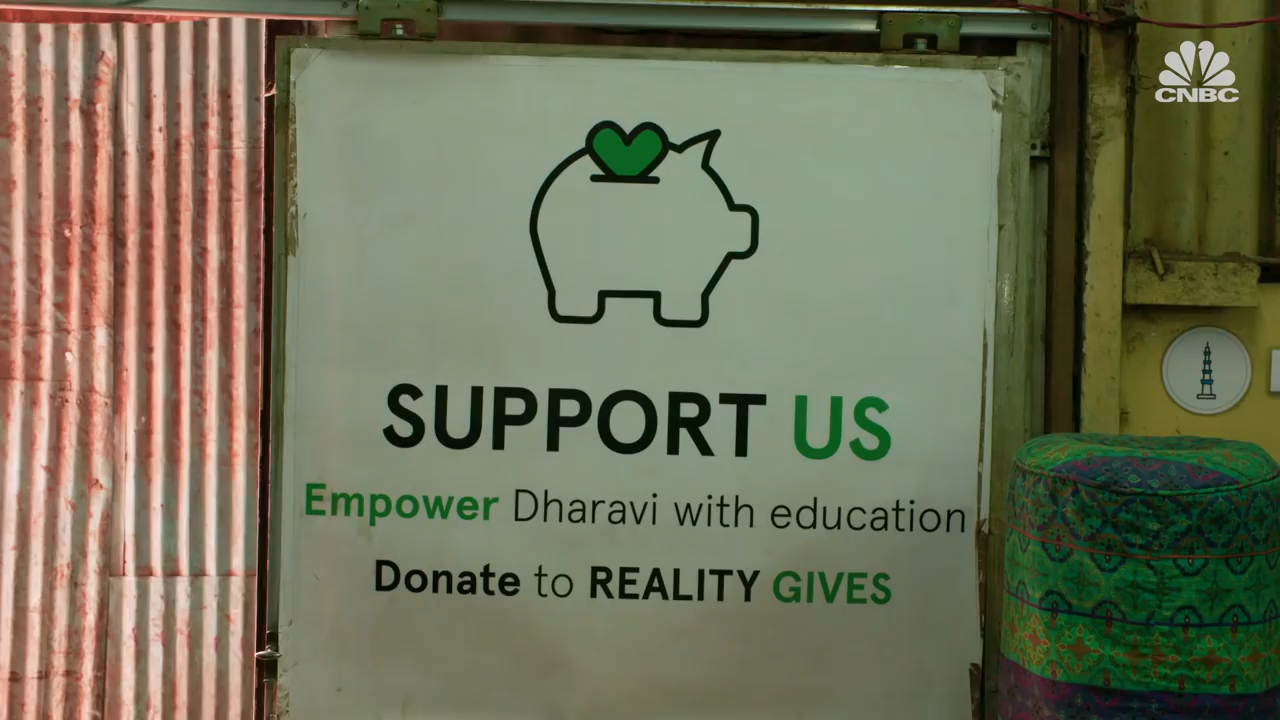 CNBC
SUPPORT US
Empower Dharavi with education
Donate to REALITY GIVES